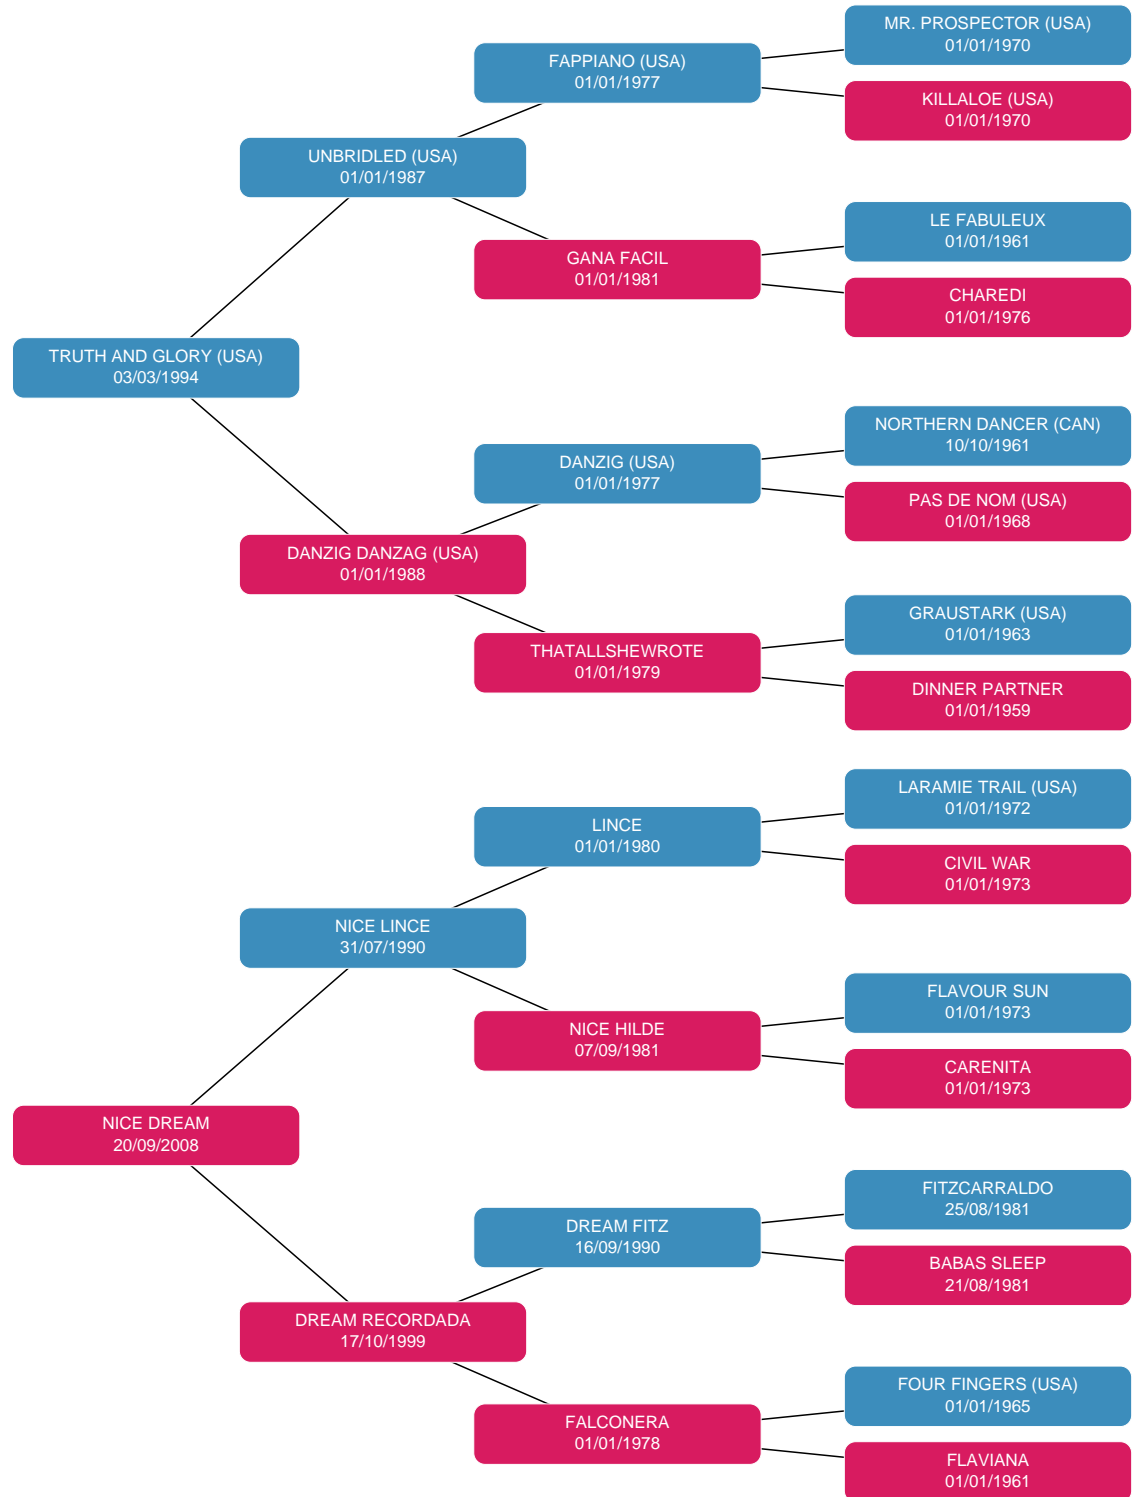 MR. PROSPECTOR (USA)
01/01/1970
FAPPIANO (USA)
01/01/1977
KILLALOE (USA)
01/01/1970
UNBRIDLED (USA)
01/01/1987
LE FABULEUX
01/01/1961
GANA FACIL
01/01/1981
CHAREDI
01/01/1976
TRUTH AND GLORY (USA)
03/03/1994
NORTHERN DANCER (CAN)
10/10/1961
DANZIG (USA)
01/01/1977
PAS DE NOM (USA)
01/01/1968
DANZIG DANZAG (USA)
01/01/1988
GRAUSTARK (USA)
01/01/1963
THATALLSHEWROTE
01/01/1979
DINNER PARTNER
01/01/1959
LARAMIE TRAIL (USA)
01/01/1972
LINCE
01/01/1980
CIVIL WAR
01/01/1973
NICE LINCE
31/07/1990
FLAVOUR SUN
01/01/1973
NICE HILDE
07/09/1981
CARENITA
01/01/1973
NICE DREAM
20/09/2008
FITZCARRALDO
25/08/1981
DREAM FITZ
16/09/1990
BABAS SLEEP
21/08/1981
DREAM RECORDADA
17/10/1999
FOUR FINGERS (USA)
01/01/1965
FALCONERA
01/01/1978
FLAVIANA
01/01/1961